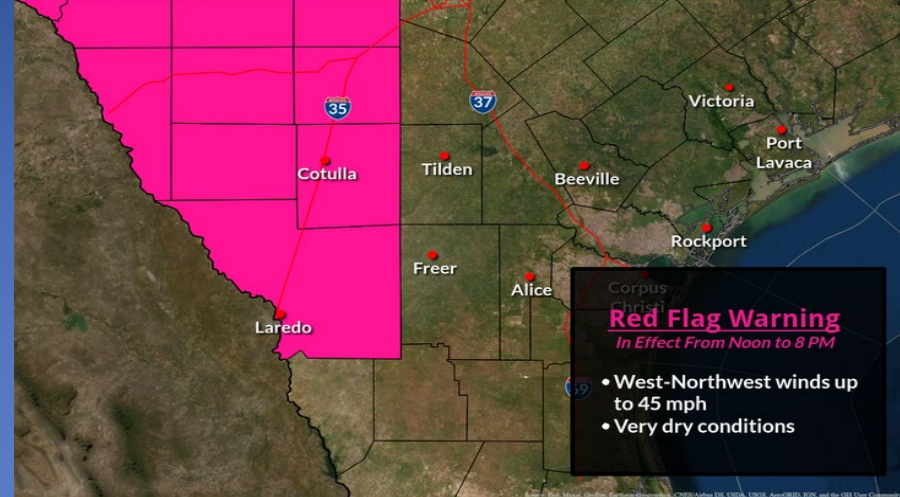 37
35
Victoria
Port
Lavaca
Cotulla
Tilden
Beeville
Rockport
Freer
Alice
Corpus
Christi
Laredo
Red Flag Warning
In Effect From Noon to 8 PM
• West-Northwest winds up
to 45 mph
• Very dry conditions
69